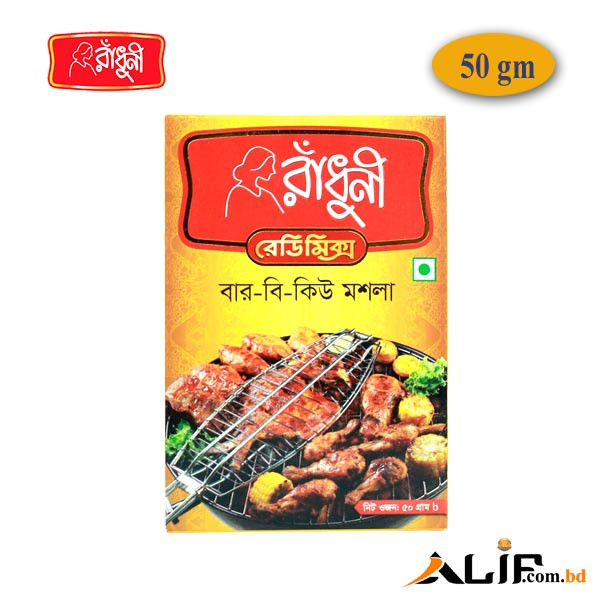 রাঁধুনী
50 gm
রাঁধুনী
রেডিমিক্স
বার-বি-কিউ মশলা
নিট ওজন: ৫০ গ্রাম e
ALIF.com.bd